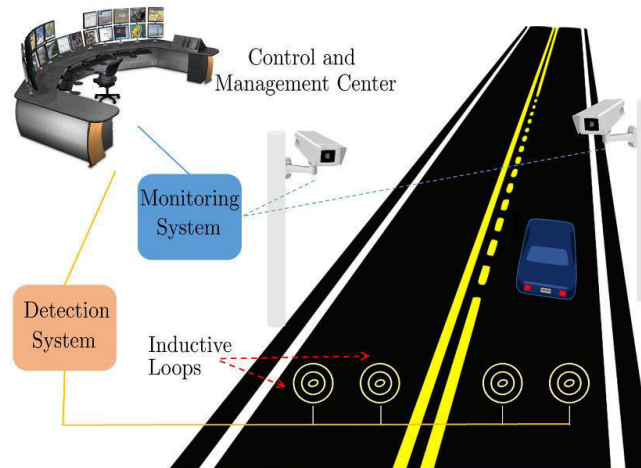 Control and
Management Center
Monitoring
System
Detection
System
Inductive
Loops